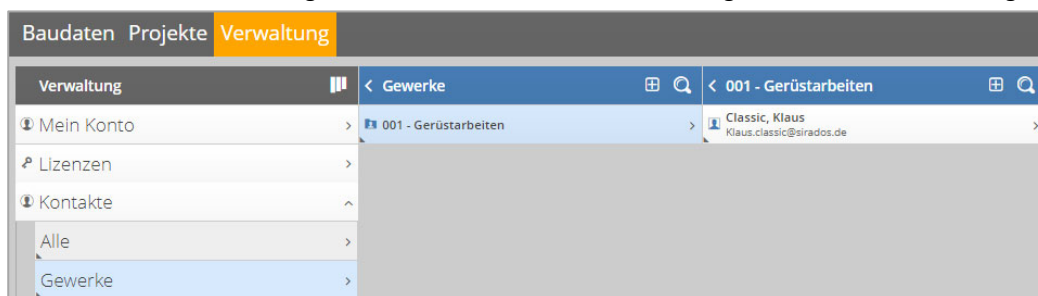 Baudaten Projekte Verwaltung
Verwaltung
Gewerke
001 - Gerüstarbeiten
Mein Konto
001 - Gerüstarbeiten
Classic, Klaus
Klaus.classic@sirados.de
Lizenzen
Kontakte
Alle
Gewerke